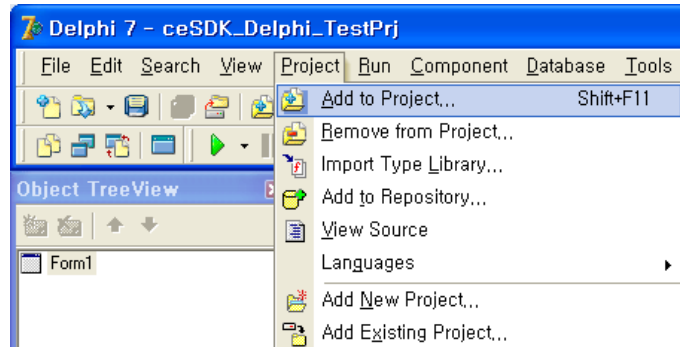 Delphi 7 - ceSDK_Delphi_TestPrj
File Edit Search View Project Run Component Database Tools
Add to Project,,, Shift+F11
Remove from Project,,,
Import Type Library,,,
Object TreeView
Add to Repository,,,
View Source
Form1
Languages
Add New Project,,,
Add Existing Project,,,